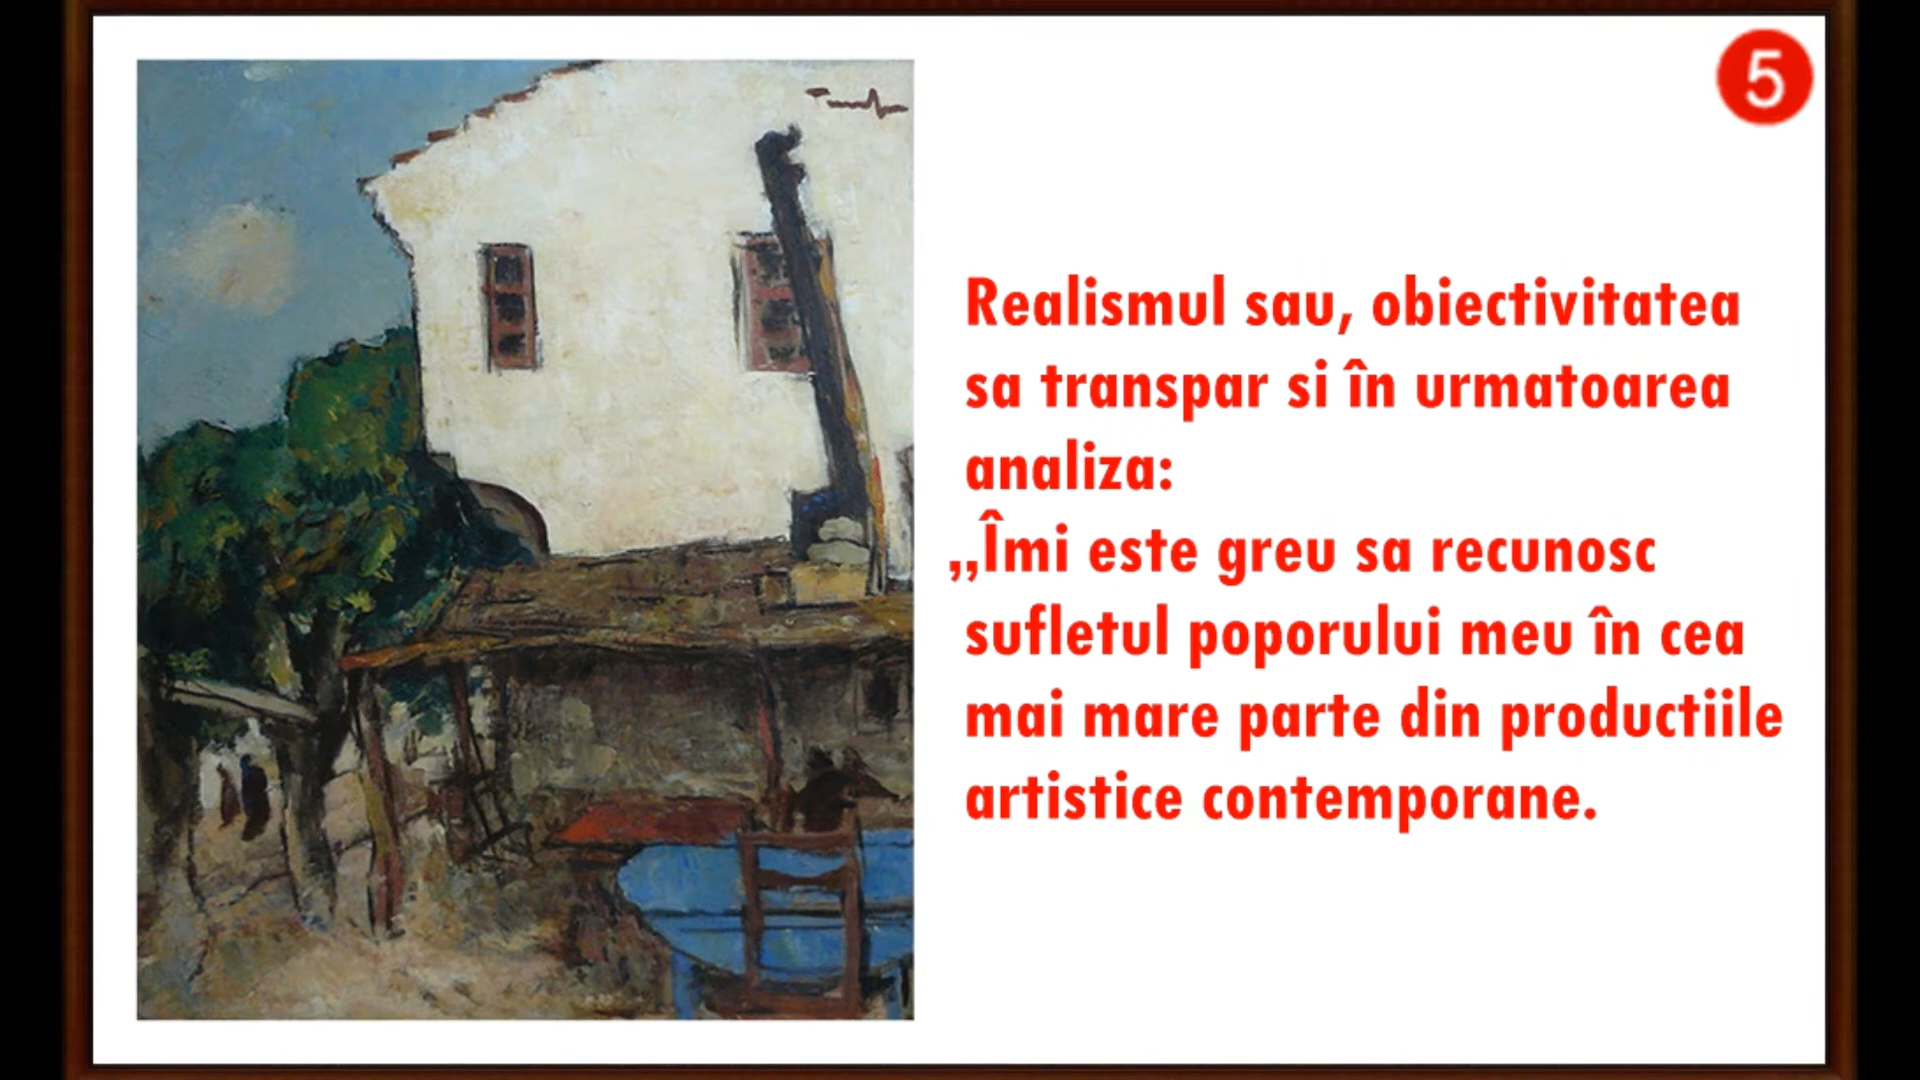 5
Realismul sau, obiectivitatea
sa transpar si în urmatoarea
analiza:
„Îmi este greu sa recunosc
sufletul poporului meu în cea
mai mare parte din productiile
artistice contemporane.